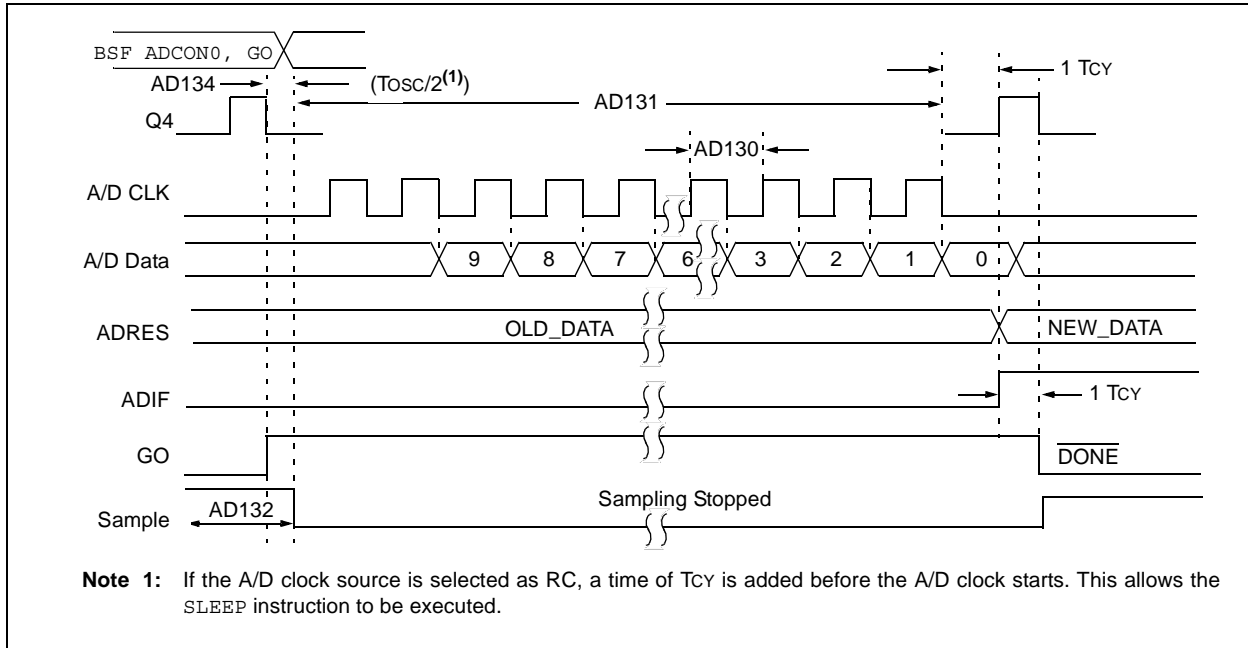 BSF ADCON0, GO
AD134
(TOSC/2(1))
1 TCY
AD131
Q4
AD130
A/D CLK
A/D Data
9 8 7 6 3 2 1 0
ADRES
OLD_DATA
NEW_DATA
ADIF
1 TCY
GO
DONE
Sample
AD132
Sampling Stopped
Note 1: If the A/D clock source is selected as RC, a time of TCY is added before the A/D clock starts. This allows the
SLEEP instruction to be executed.